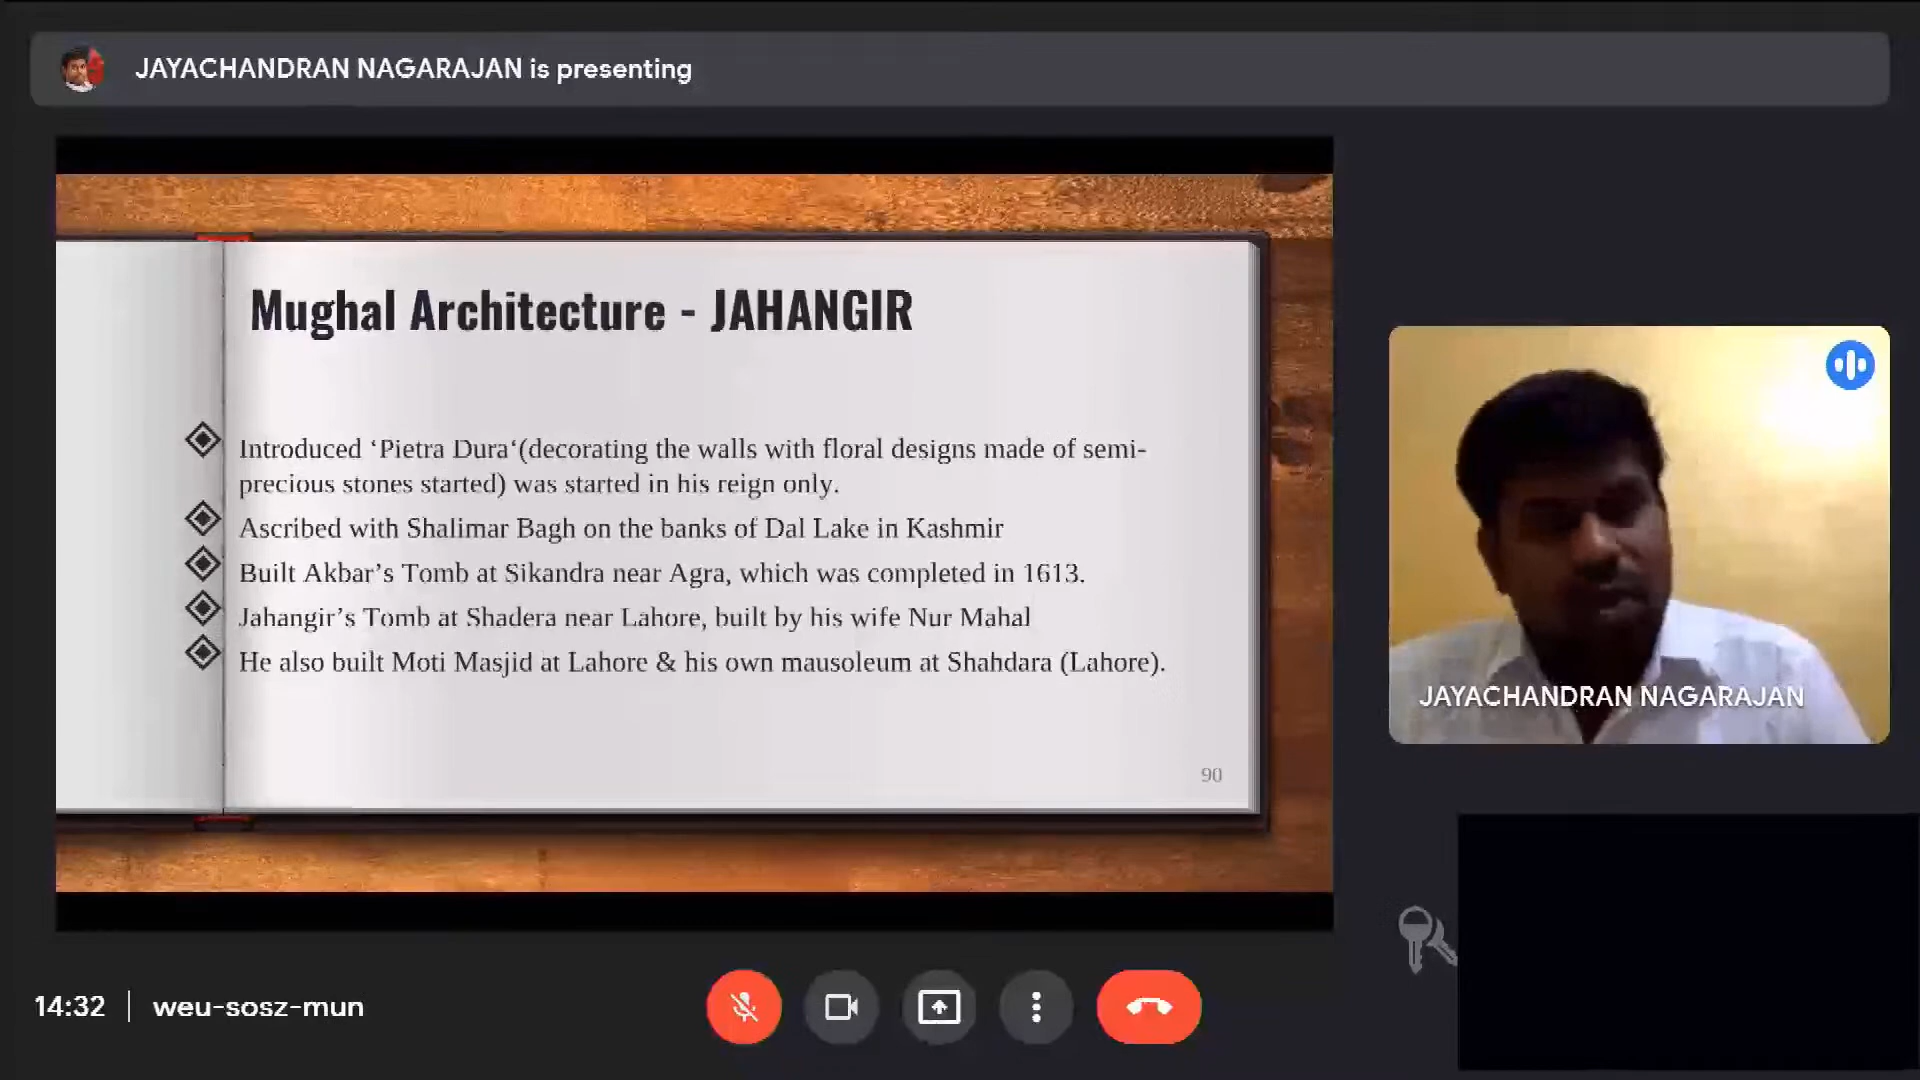 JAYACHANDRAN NAGARAJAN is presenting
Mughal Architecture - JAHANGIR
Introduced ‘Pietra Dura‘(decorating the walls with floral designs made of semi-
precious stones started) was started in his reign only.
Ascribed with Shalimar Bagh on the banks of Dal Lake in Kashmir
Built Akbar’s Tomb at Sikandra near Agra, which was completed in 1613.
Jahangir’s Tomb at Shadera near Lahore, built by his wife Nur Mahal
He also built Moti Masjid at Lahore & his own mausoleum at Shahdara (Lahore).
90
JAYACHANDRAN NAGARAJAN
14:32 | weu-sosz-mun